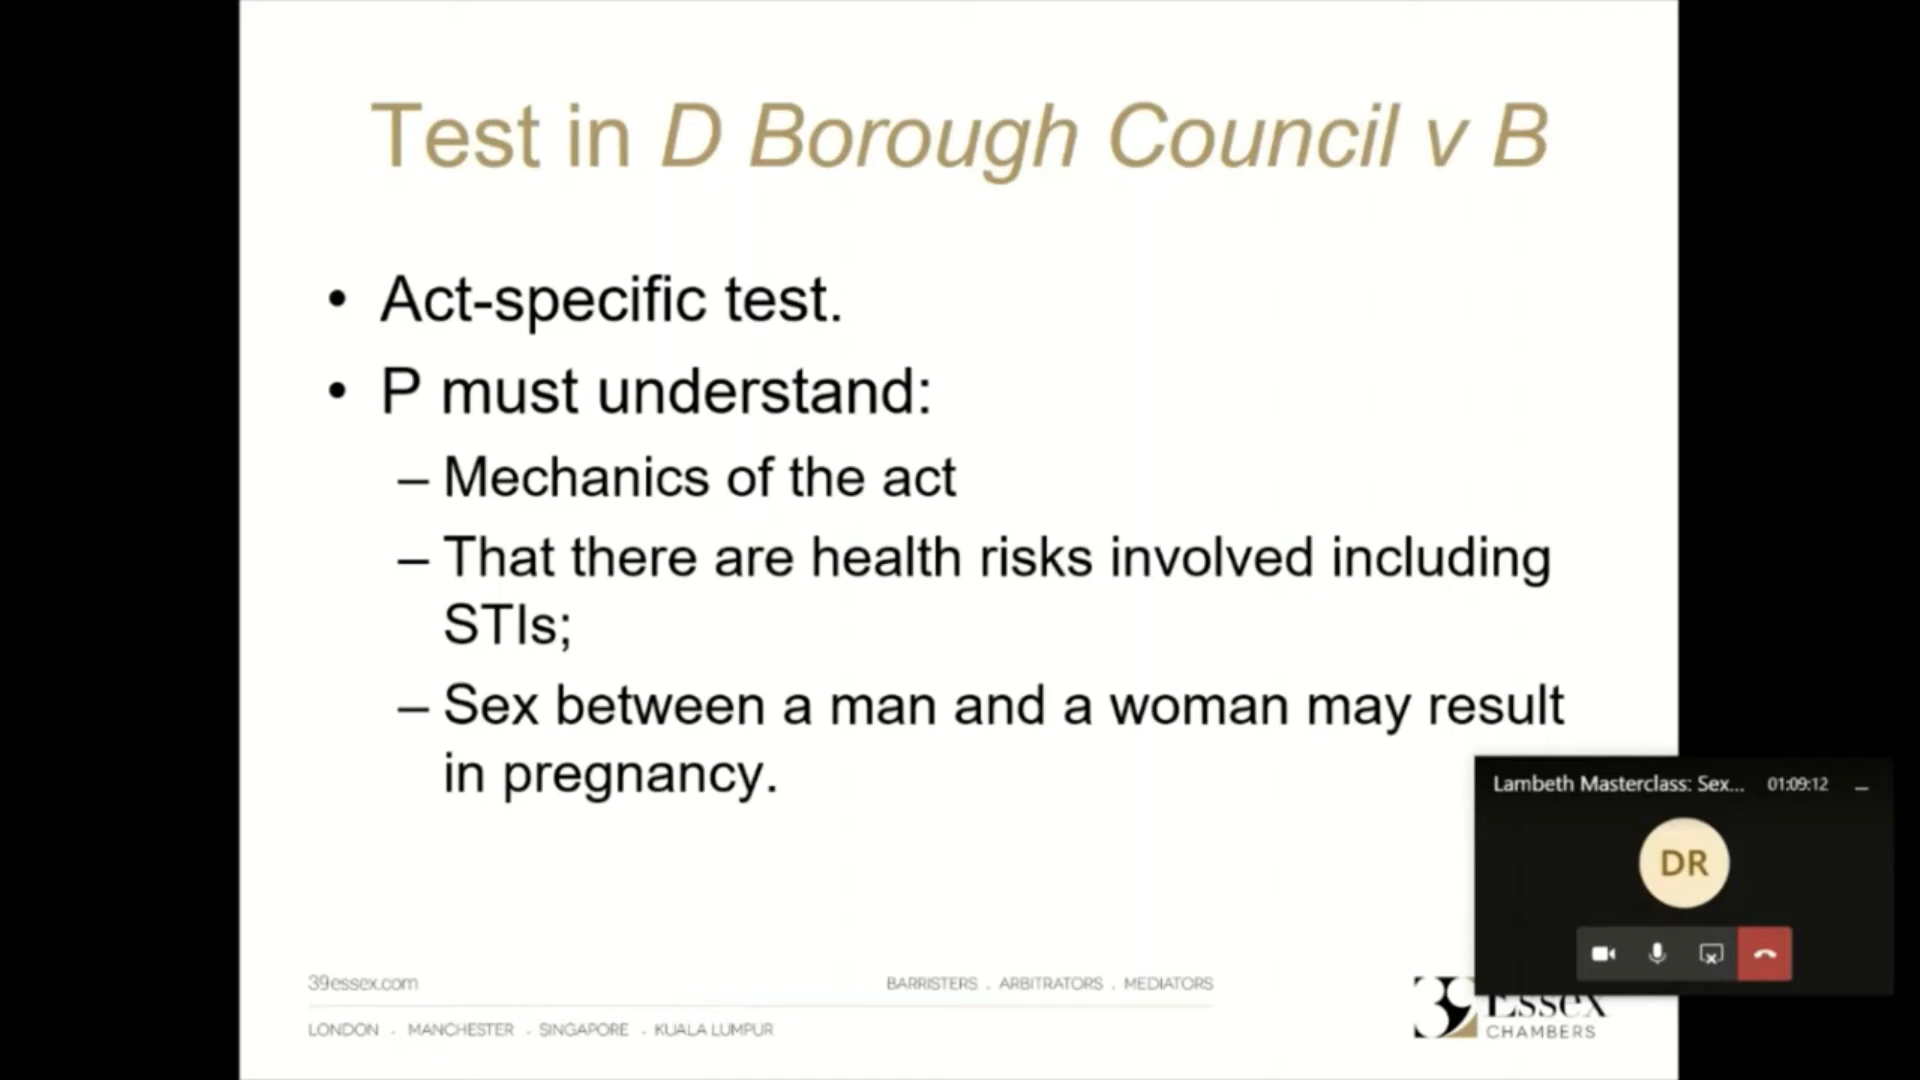 Test in D Borough Council v B
• Act-specific test.
• P must understand:
– Mechanics of the act
– That there are health risks involved including
STIs;
– Sex between a man and a woman may result
in pregnancy.
Lambeth Masterclass: Sex... 01:09:12
DR
39essex.com
BARRISTERS . ARBITRATORS . MEDIATORS
LONDON . MANCHESTER . SINGAPORE . KUALA LUMPUR
39 Essex
CHAMBERS